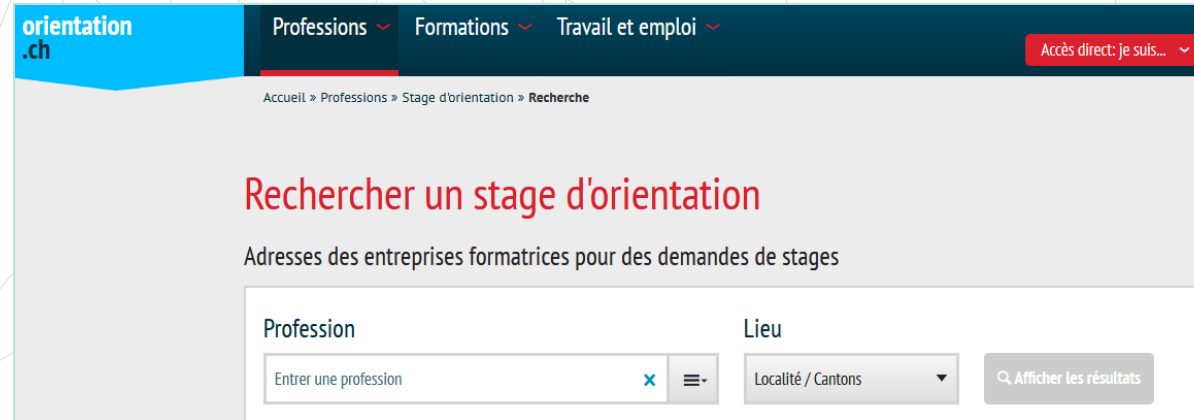 orientation
.ch
Professions
Formations
Travail et emploi
Accès direct: je suis...
Accueil » Professions » Stage d'orientation » Recherche
Rechercher un stage d'orientation
Adresses des entreprises formatrices pour des demandes de stages
Profession
Lieu
Entrer une profession
Localité / Cantons
Afficher les résultats